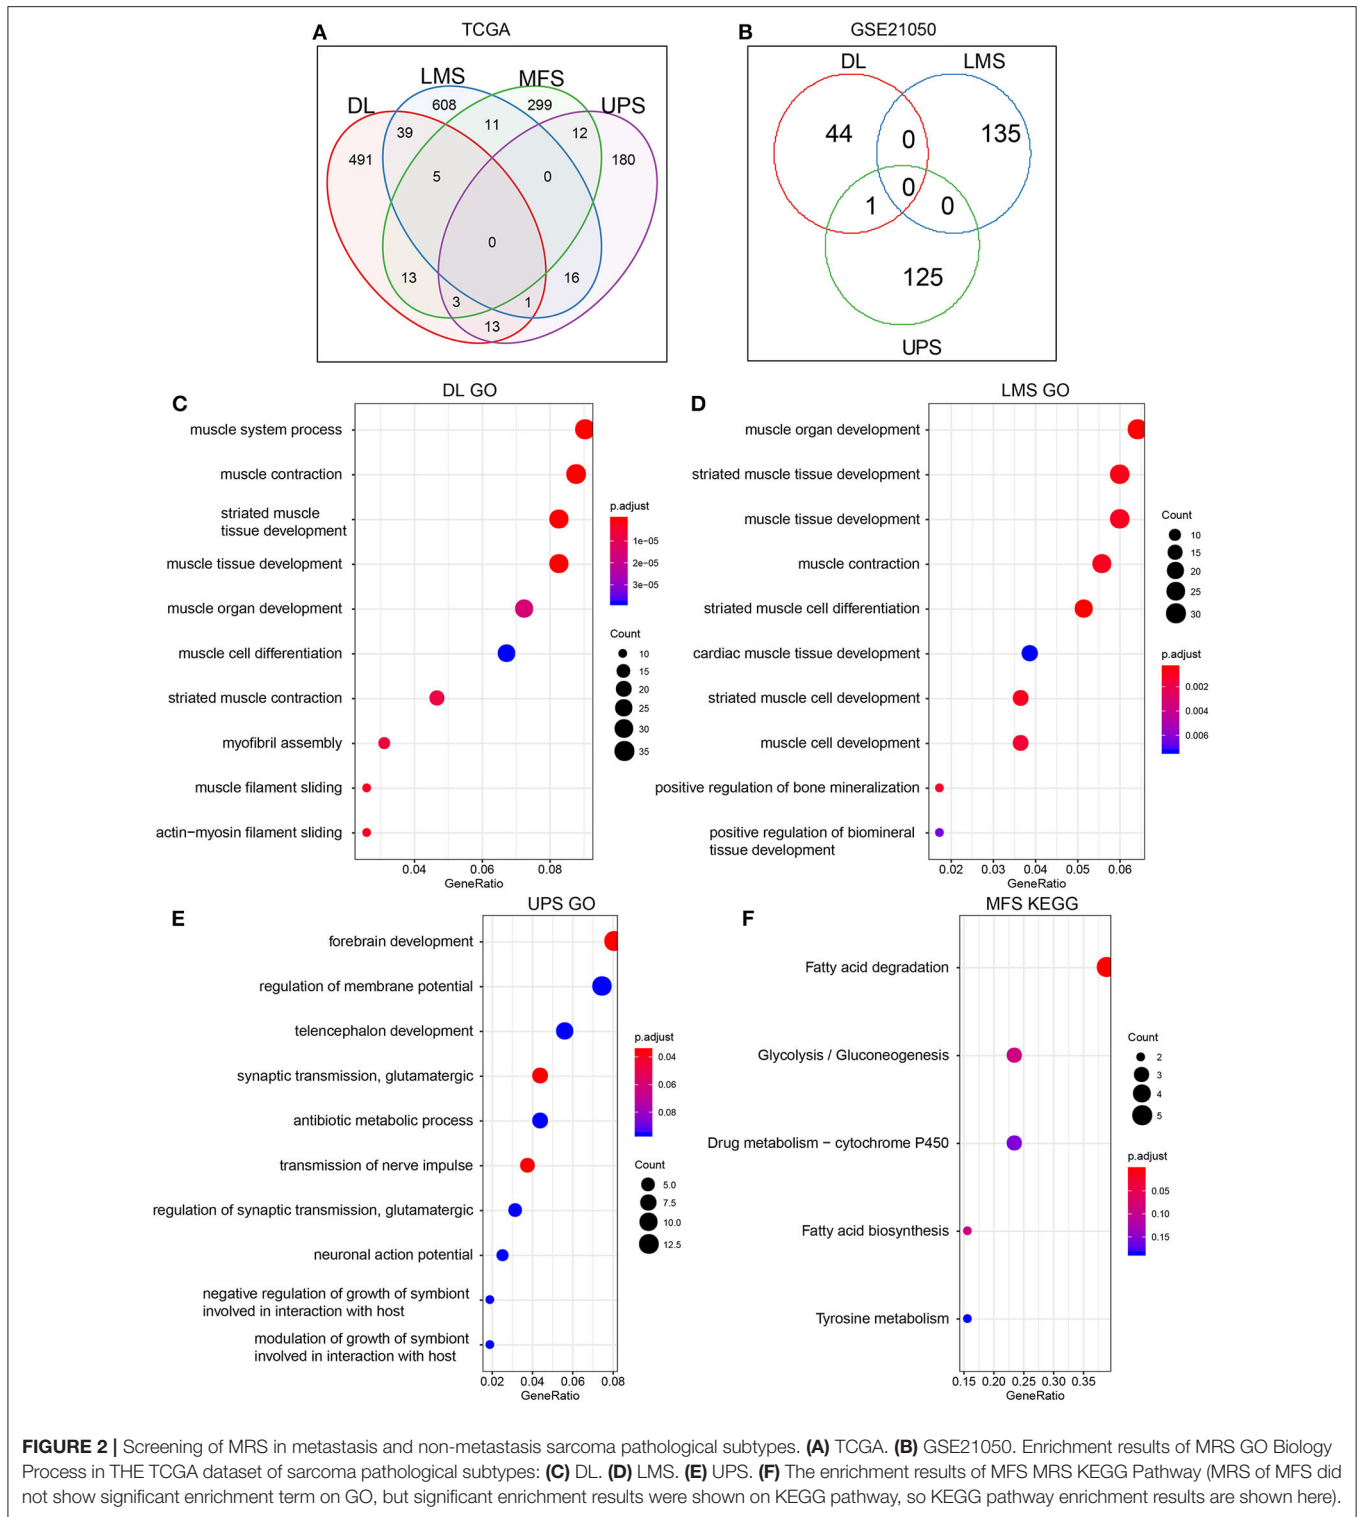 A
TCGA
LMS
MFS
DL
UPS
608
299
39
11
12
491
180
5
0
0
13
16
3
1
13
B
GSE21050
DL
LMS
44
0
135
0
1
0
125
UPS
C
DL GO
muscle system process
muscle contraction
striated muscle
tissue development
muscle tissue development
muscle organ development
muscle cell differentiation
striated muscle contraction
myofibril assembly
muscle filament sliding
actin−myosin filament sliding
0.04 0.06 0.08
GeneRatio
p.adjust
1e−05
2e−05
3e−05
Count
10
15
20
25
30
35
D
LMS GO
muscle organ development
striated muscle tissue development
muscle tissue development
muscle contraction
striated muscle cell differentiation
cardiac muscle tissue development
striated muscle cell development
muscle cell development
positive regulation of bone mineralization
positive regulation of biomineral
tissue development
0.02 0.03 0.04 0.05 0.06
GeneRatio
Count
10
15
20
25
30
p.adjust
0.002
0.004
0.006
E
UPS GO
forebrain development
regulation of membrane potential
telencephalon development
synaptic transmission, glutamatergic
antibiotic metabolic process
transmission of nerve impulse
regulation of synaptic transmission, glutamatergic
neuronal action potential
negative regulation of growth of symbiont
involved in interaction with host
modulation of growth of symbiont
involved in interaction with host
0.02 0.04 0.06 0.08
GeneRatio
p.adjust
0.04
0.06
0.08
Count
5.0
7.5
10.0
12.5
F
MFS KEGG
Fatty acid degradation
Glycolysis / Gluconeogenesis
Drug metabolism − cytochrome P450
Fatty acid biosynthesis
Tyrosine metabolism
0.15 0.20 0.25 0.30 0.35
GeneRatio
Count
2
3
4
5
p.adjust
0.05
0.10
0.15
FIGURE 2 | Screening of MRS in metastasis and non-metastasis sarcoma pathological subtypes. (A) TCGA. (B) GSE21050. Enrichment results of MRS GO Biology
Process in THE TCGA dataset of sarcoma pathological subtypes: (C) DL. (D) LMS. (E) UPS. (F) The enrichment results of MFS MRS KEGG Pathway (MRS of MFS did
not show significant enrichment term on GO, but significant enrichment results were shown on KEGG pathway, so KEGG pathway enrichment results are shown here).